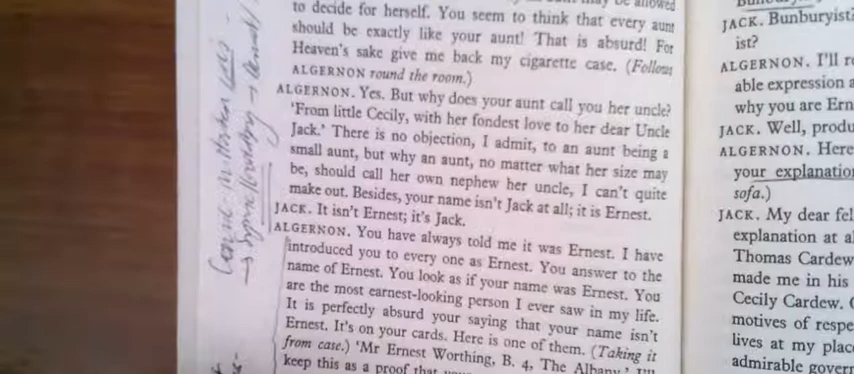 to decide for herself. You seem to think that every aunt
should be exactly like your aunt! That is absurd! For
Heaven's sake give me back my cigarette case. (Follows
ALGERNON round the room.)
ALGERNON. Yes. But why does your aunt call you her uncle?
'From little Cecily, with her fondest love to her dear Uncle
Jack.' There is no objection, I admit, to an aunt being a
small aunt, but why an aunt, no matter what her size may
be, should call her own nephew her uncle, I can't quite
make out. Besides, your name isn't Jack at all; it is Ernest.
JACK. It isn't Ernest; it's Jack.
ALGERNON. You have always told me it was Ernest. I have
introduced you to every one as Ernest. You answer to the
name of Ernest. You look as if your name was Ernest. You
are the most earnest-looking person I ever saw in my life.
It is perfectly absurd your saying that your name isn't
Ernest. It's on your cards. Here is one of them. (Taking it
from case.) 'Mr Ernest Worthing, B. 4, The Albany.' I'll
keep this as a proof that
JACK. Bunburyist?
ist?
ALGERNON. I'll
able expression
why you are
JACK. Well,
ALGERNON. Here
your explanation
sofa.)
JACK. My dear
explanation at
Thomas Cardew
made me in his
Cecily Cardew.
motives of
lives at my
admirable